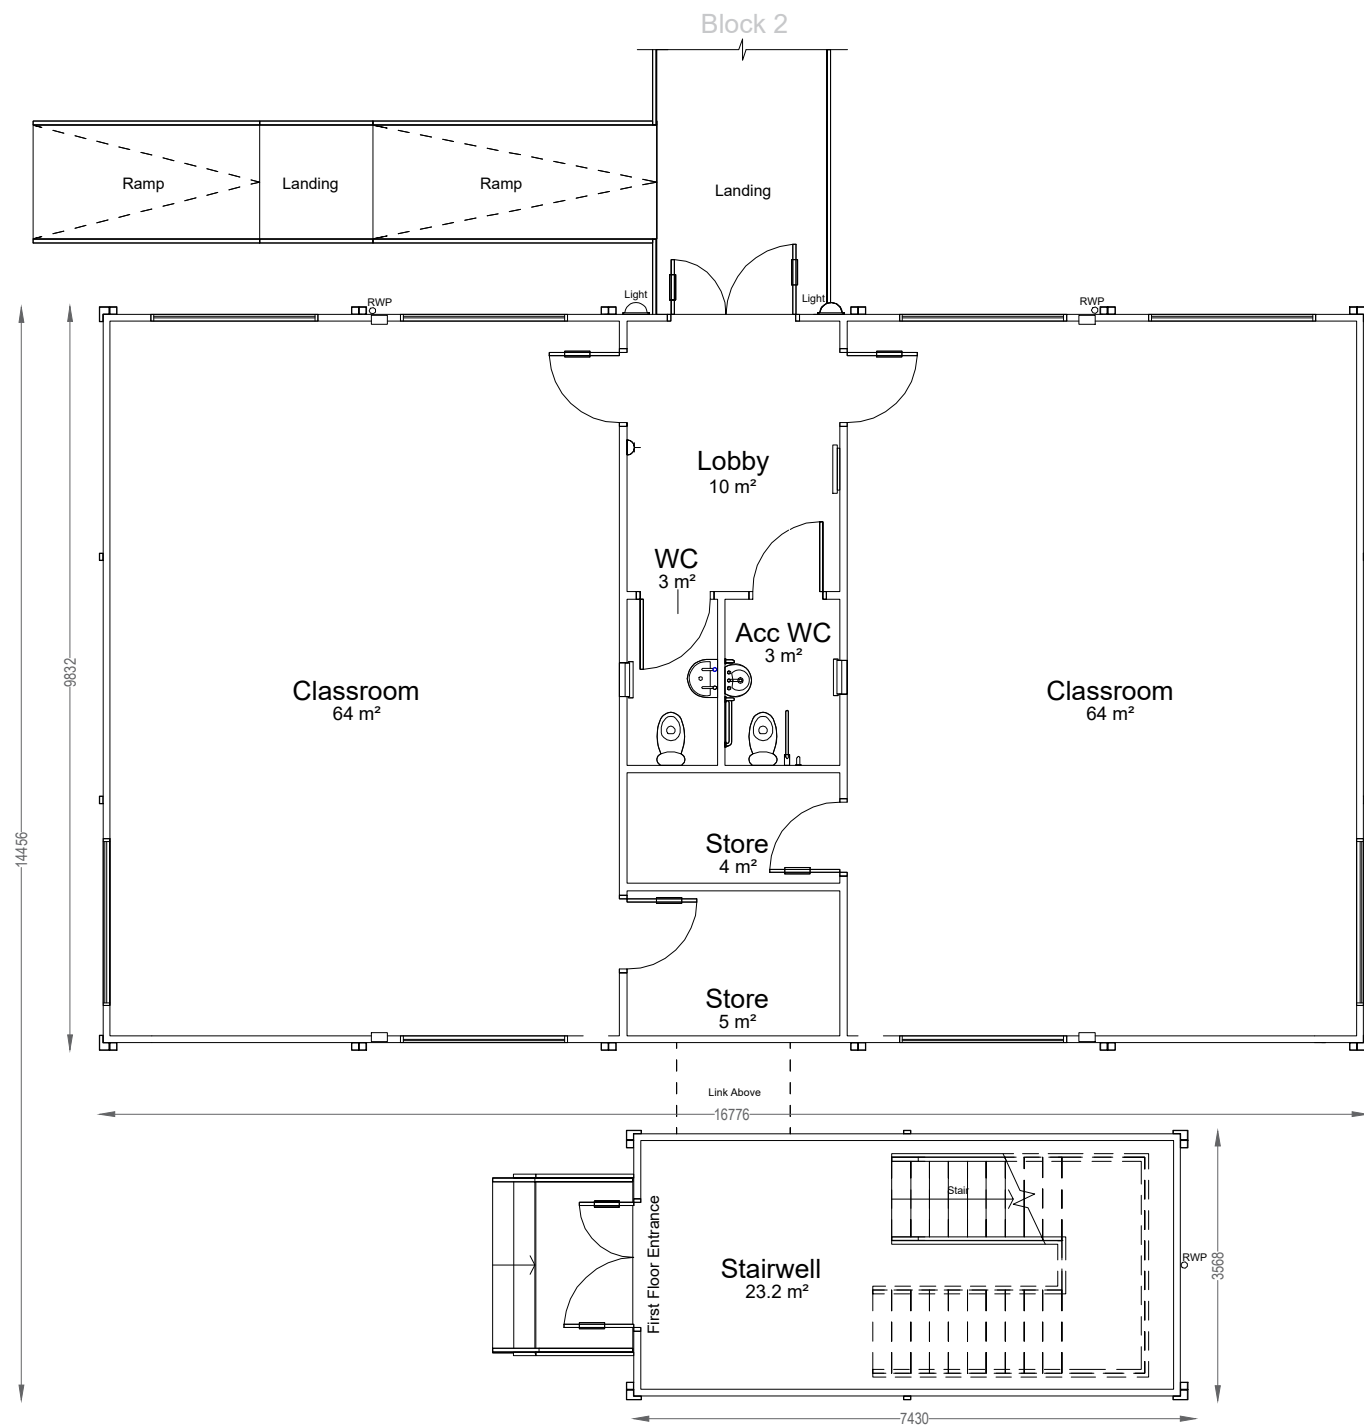 Block 2
Ramp
Landing
Ramp
Landing
RWP
Light
Light
RWP
Lobby
10 m²
WC
3 m²
Acc WC
3 m²
Classroom
64 m²
Classroom
64 m²
9832
14456
Store
4 m²
Store
5 m²
Link Above
16776
Stair
First Floor Entrance
Stairwell
23.2 m²
RWP
3568
7430